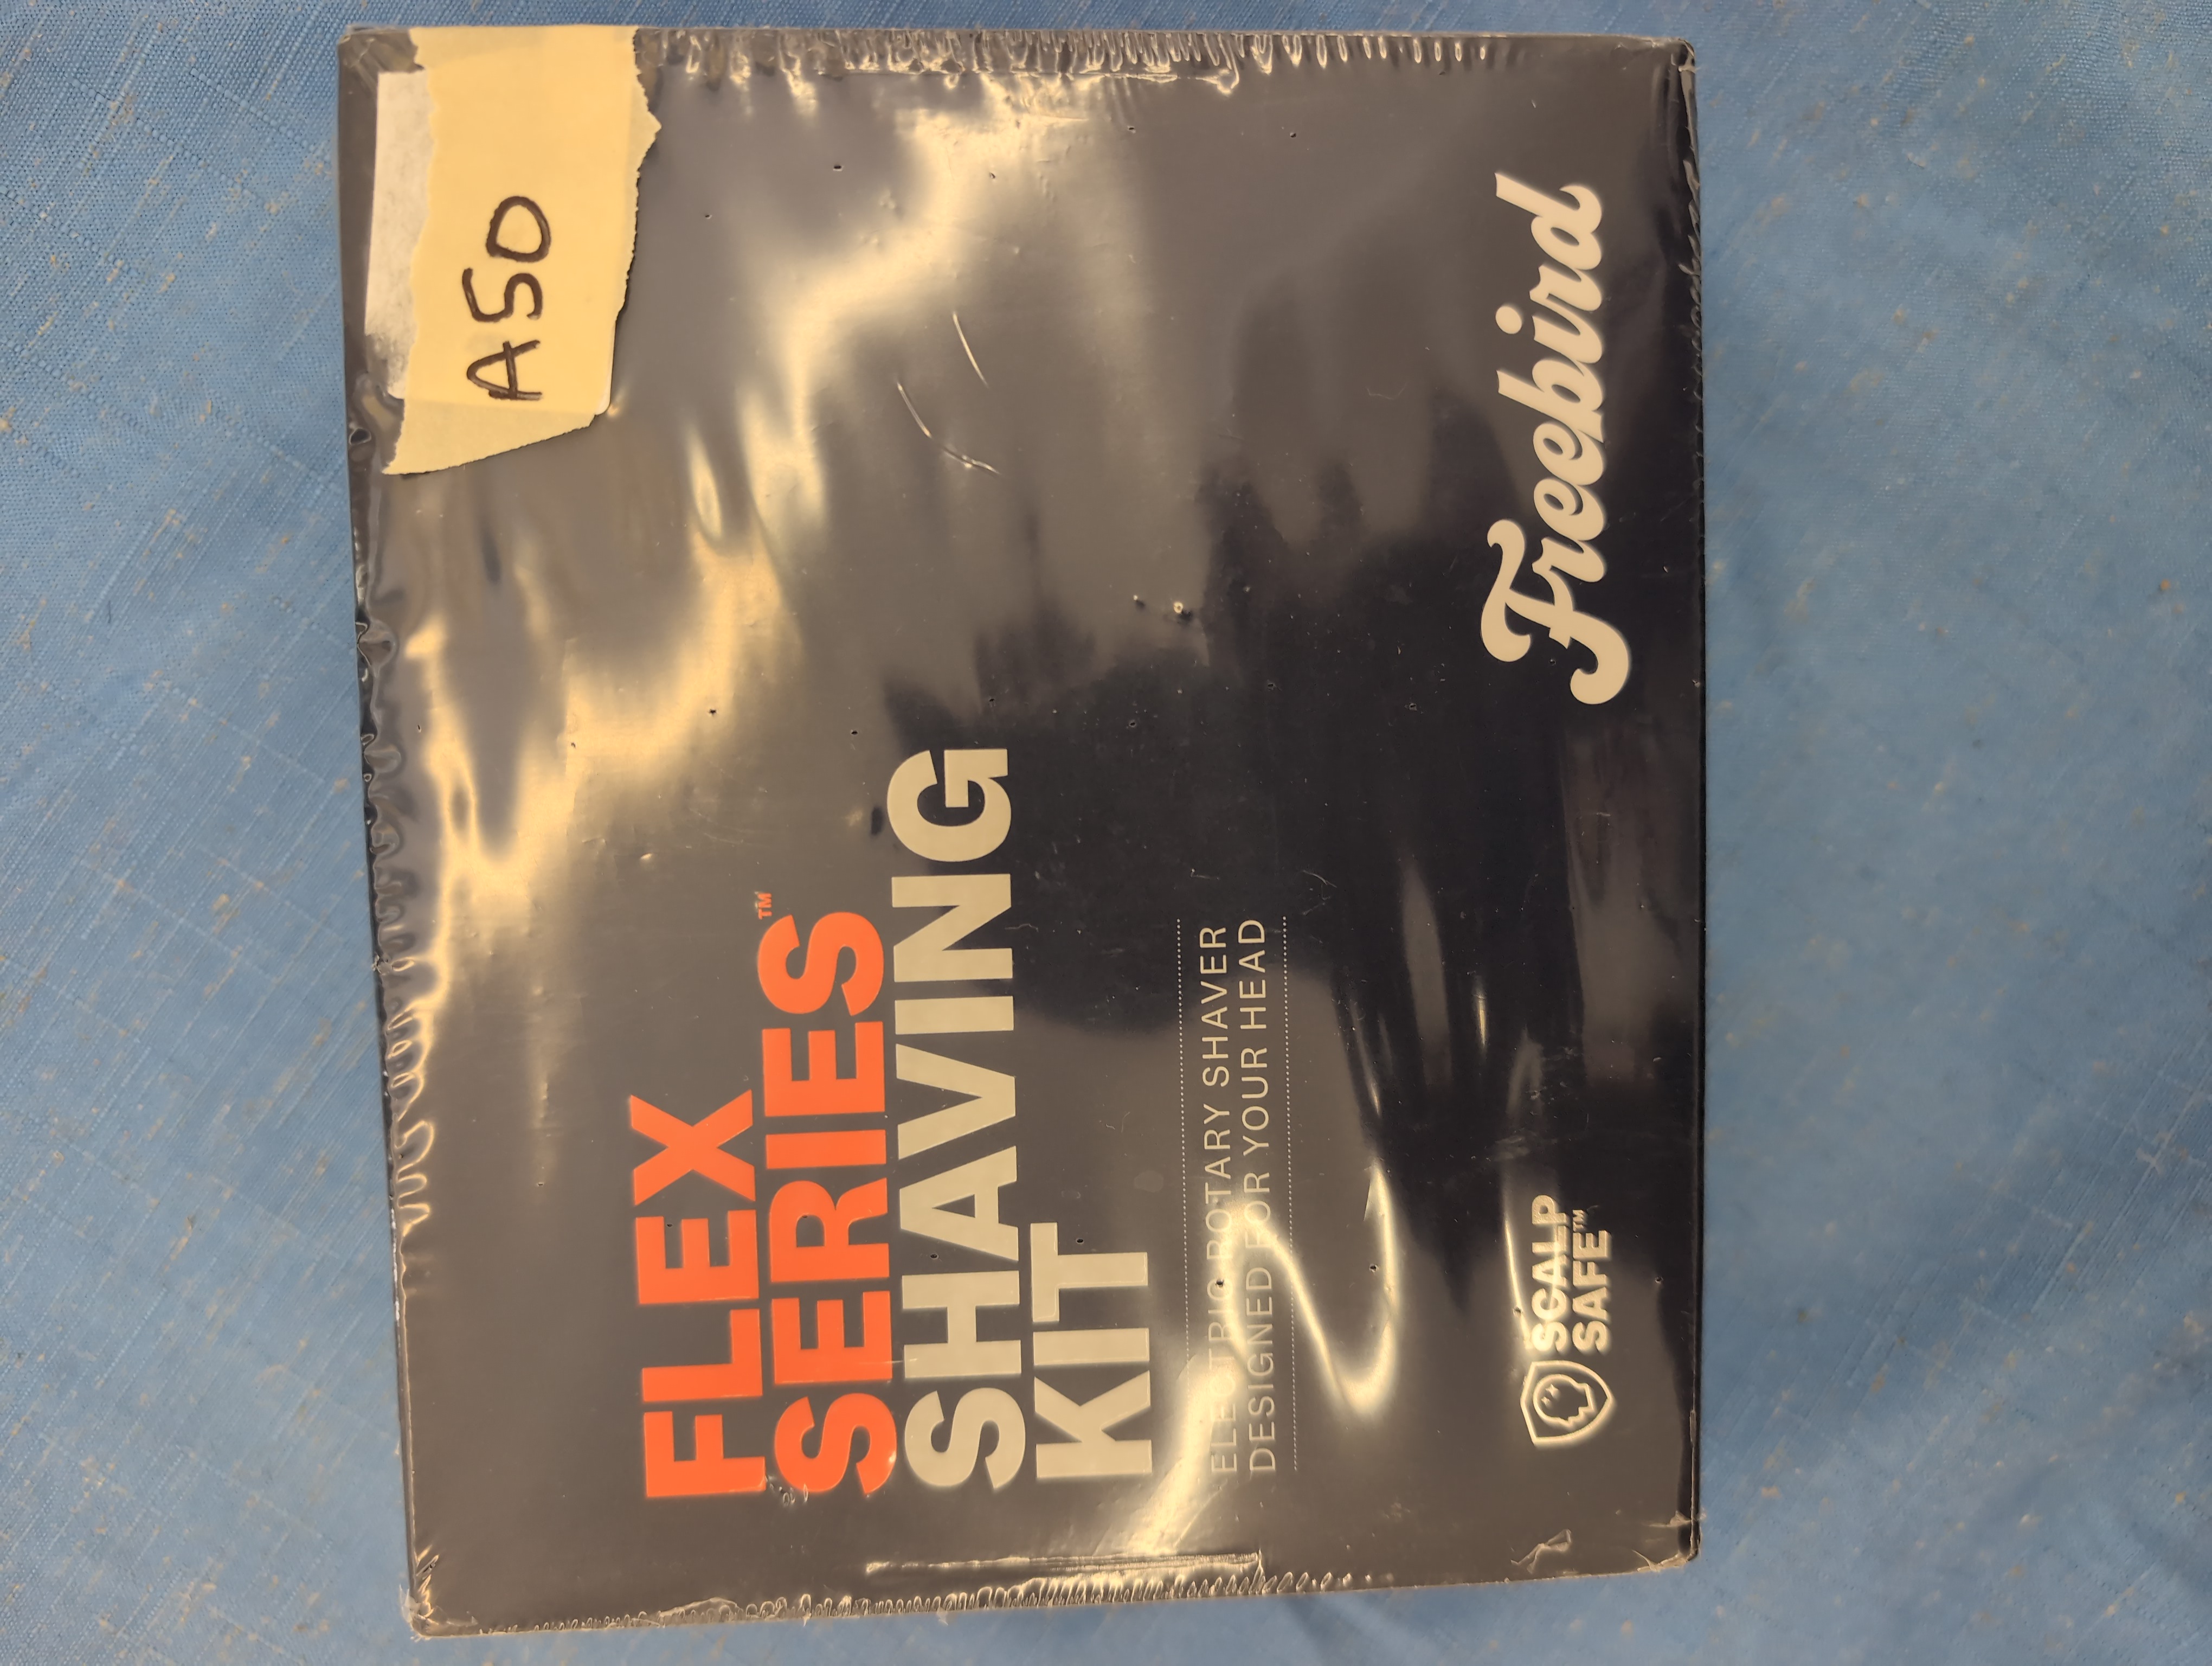 A50
FLEX
SERIES™
SHAVING
KIT
ELECTRIC ROTARY SHAVER
DESIGNED FOR YOUR HEAD
SCALP
SAFE™
Freebird